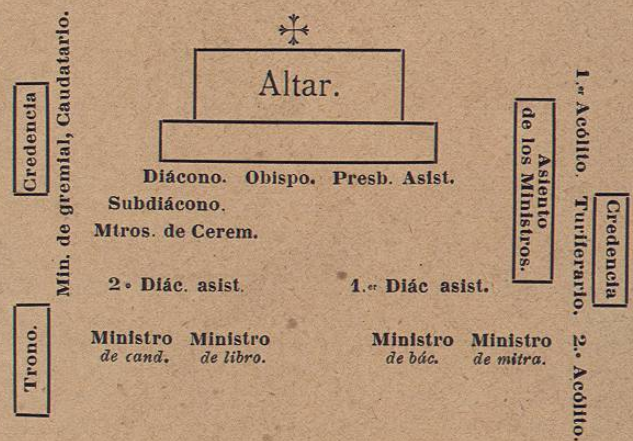 Altar.
Diácono. Obispo. Presb. Asist.
Subdiácono.
Mtros. de Cerem.
2º Diác. asist.
1.er Diác asist.
Ministro de cand.
Ministro de libro.
Ministro de bác.
Ministro de mitra.
Credencia
Trono.
Min. de gremial, Caudatario.
Asiento
de los Ministros.
1.er Acólito. Turiferario. 2.º Acólito.
Credencia